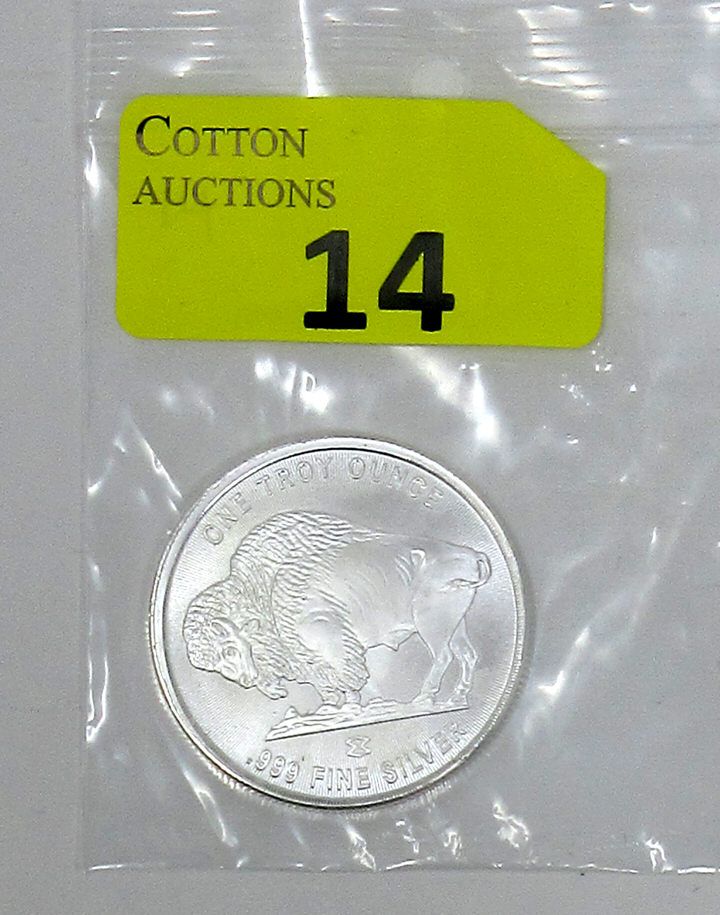 COTTON
AUCTIONS
14
ONE TROY OUNCE
.999 FINE SILVER